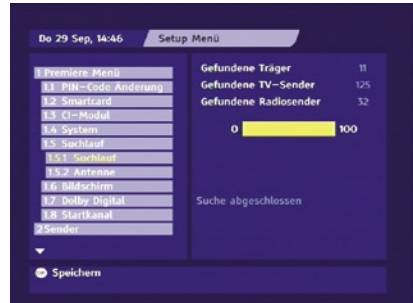 Do 29 Sep, 14:46
Setup Menü
1 Premiere Menü
1.1 PIN-Code Änderung
1.2 Smartcard
1.3 CI-Modul
1.4 System
1.5 Suchlauf
1.5.1 Suchlauf
1.5.2 Antenne
1.6 Bildschirm
1.7 Dolby Digital
1.8 Startkanal
2 Sender
Gefundene Träger 11
Gefundene TV-Sender 125
Gefundene Radiosender 32
0 100
Suche abgeschlossen
Speichern